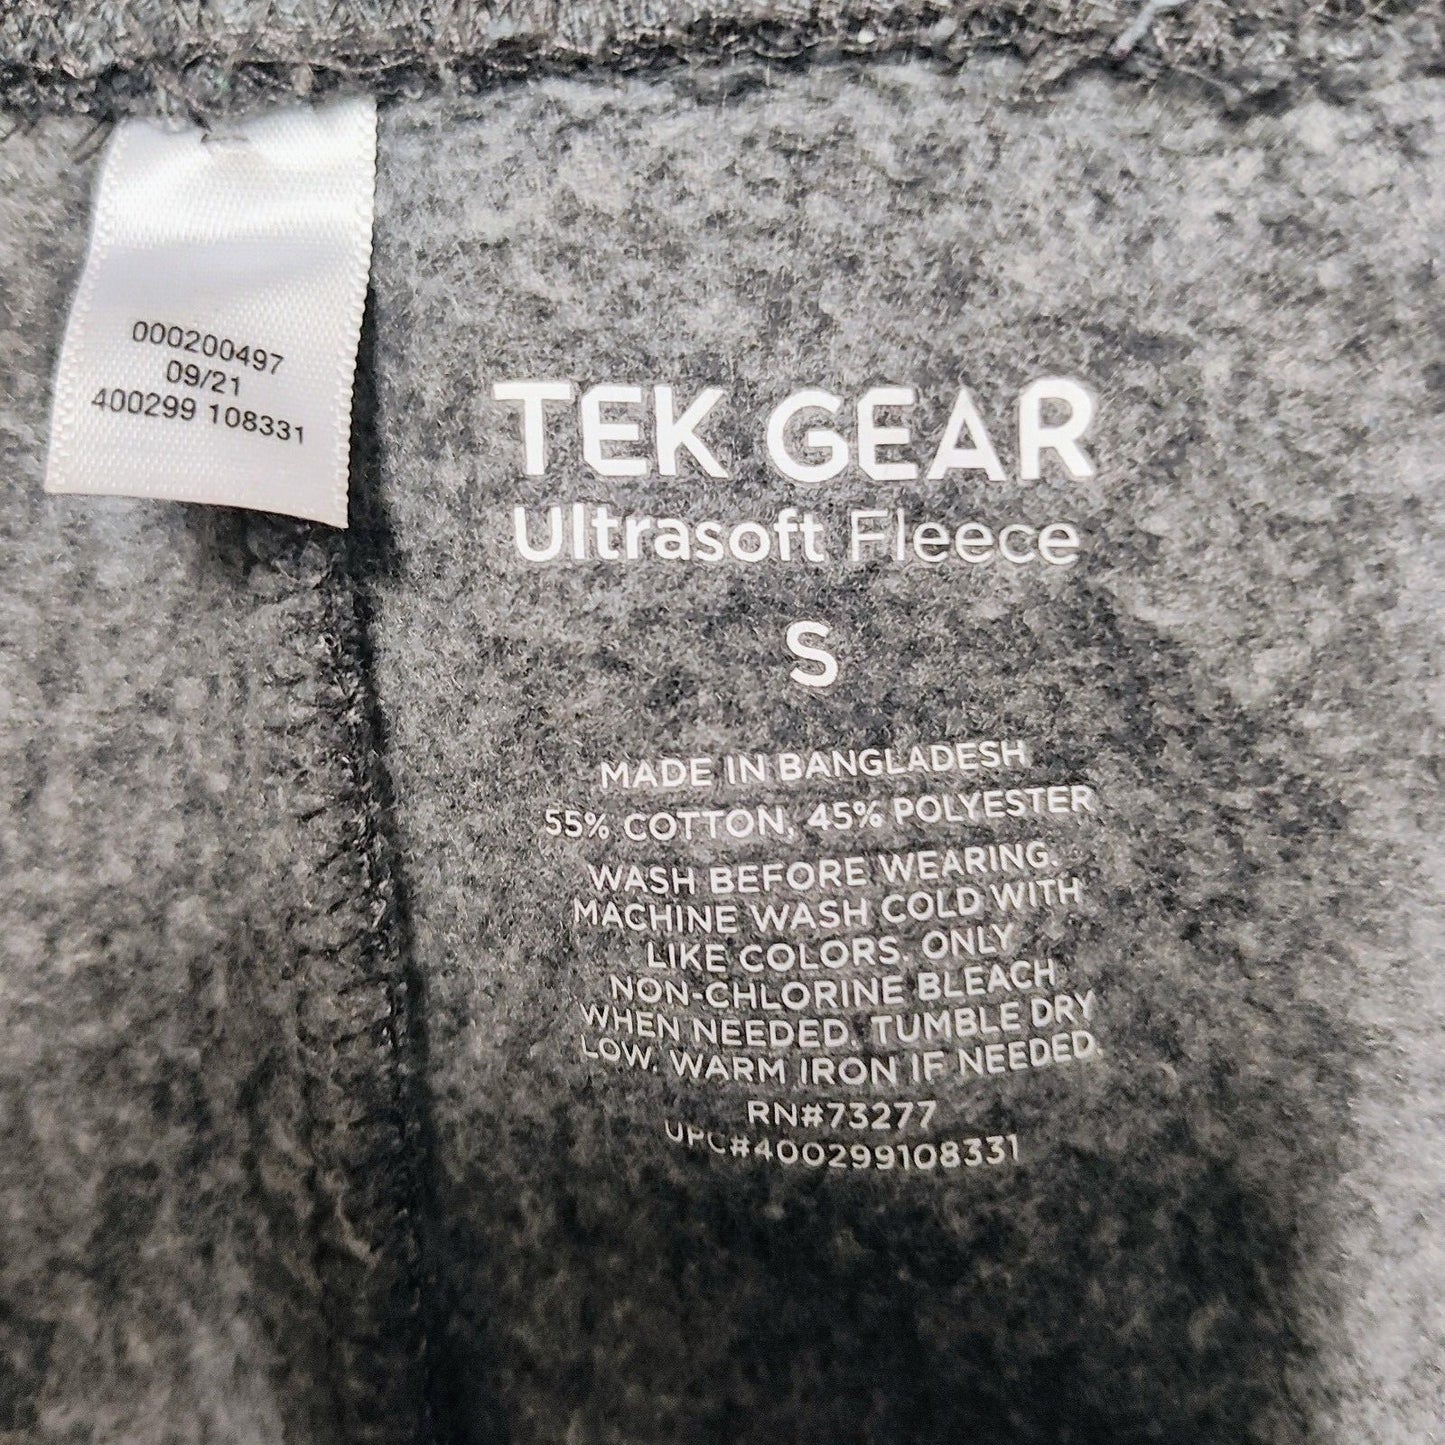 000200497
09/21
400299 108331
TEK GEAR
Ultrasoft Fleece
S
MADE IN BANGLADESH
55% COTTON, 45% POLYESTER
WASH BEFORE WEARING.
MACHINE WASH COLD WITH
LIKE COLORS. ONLY
NON-CHLORINE BLEACH
WHEN NEEDED. TUMBLE DRY
LOW. WARM IRON IF NEEDED.
RN#73277
UPC#400299108331